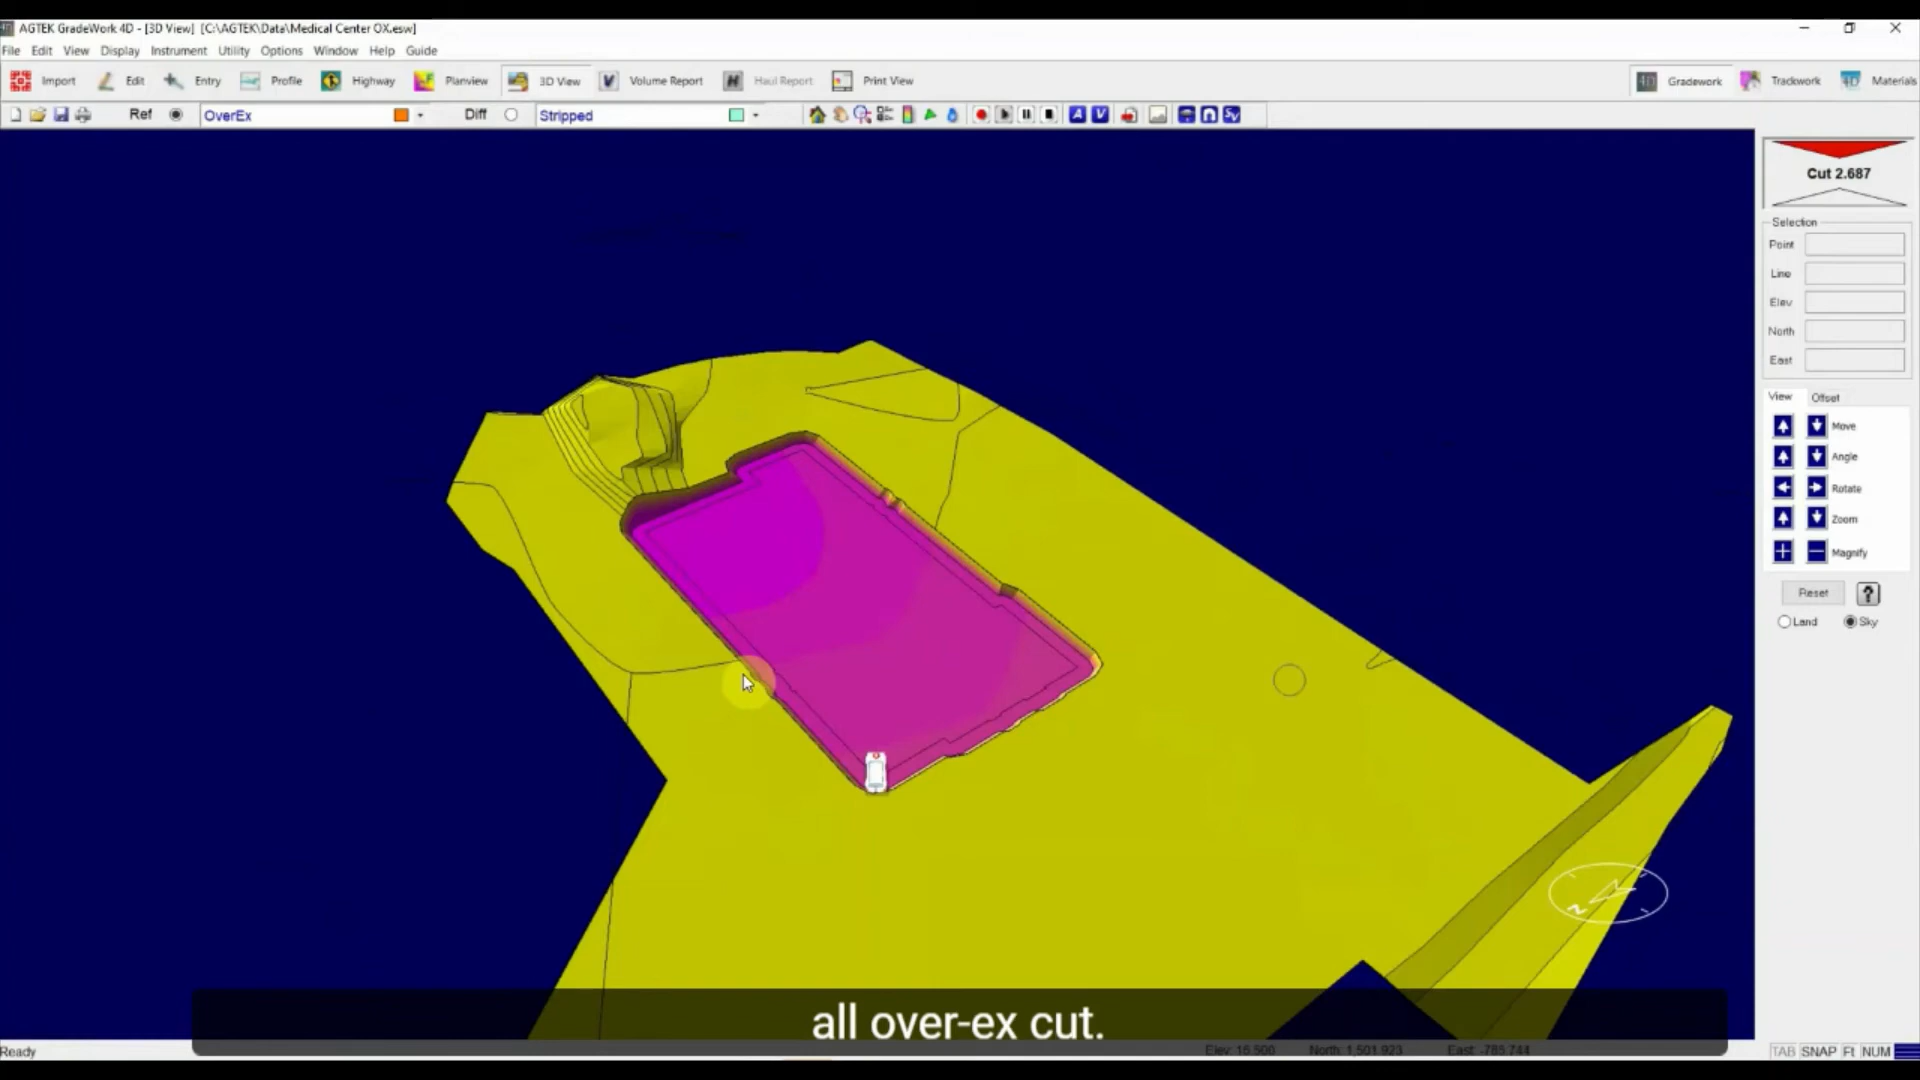 AGTEK GradeWork 4D - [3D View]  [C:\AGTEK\Data\Medical Center OX.esw]
File Edit View Display Instrument Utility Options Window Help Guide
Import Edit Entry Profile Highway Planview 3D View Volume Report Haul Report Print View Gradework Trackwork Materials
Ref OverEx Diff Stripped A V SV
Cut 2.687
Selection
Point
Line
Elev
North
East
View Offset
Move
Angle
Rotate
Zoom
Magnify
Reset ?
Land Sky
N
all over-ex cut.
Ready Elev: 16.500 North: 1,501.923 East: -785.744 TAB SNAP Ft NUM